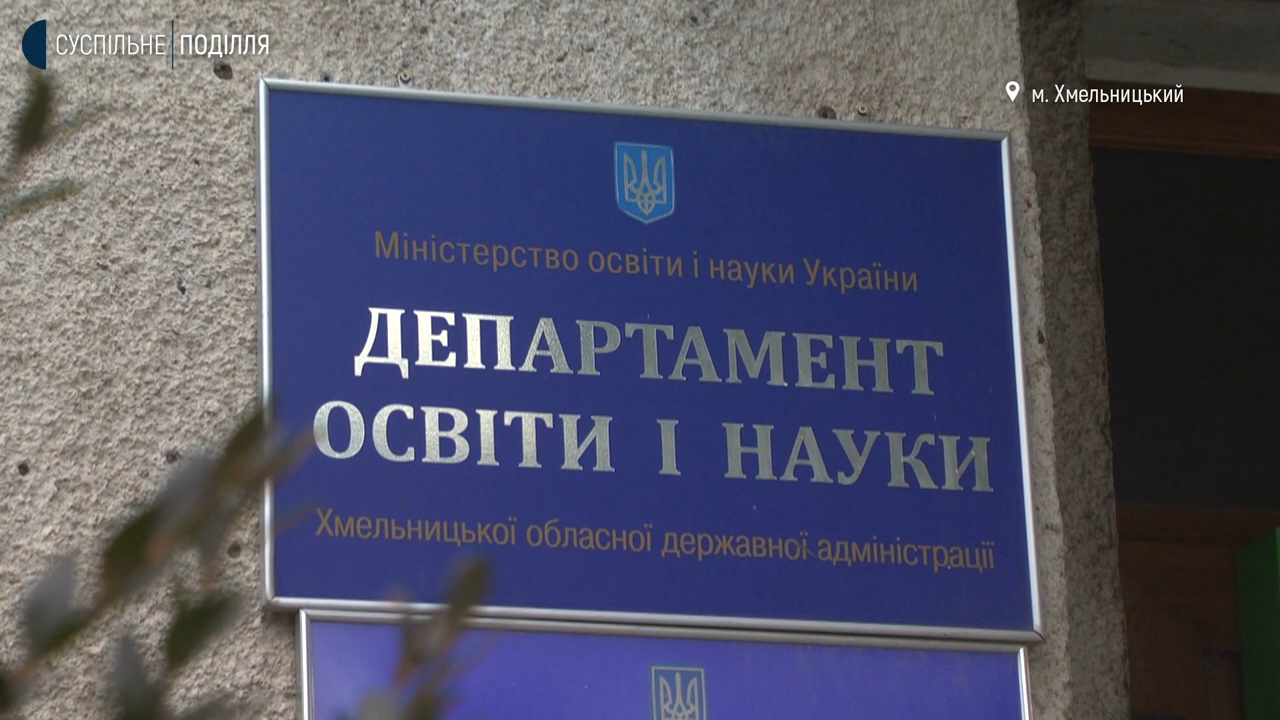 СУСПІЛЬНЕ ПОДІЛЛЯ
м. Хмельницький
Міністерство освіти і науки України
ДЕПАРТАМЕНТ
ОСВІТИ І НАУКИ
Хмельницької обласної державної адміністрації